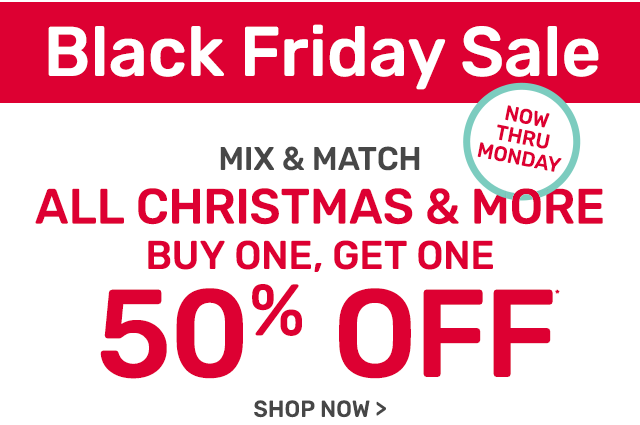 Black Friday Sale
NOW
THRU
MONDAY
MIX & MATCH
ALL CHRISTMAS & MORE
BUY ONE, GET ONE
50% OFF*
SHOP NOW >